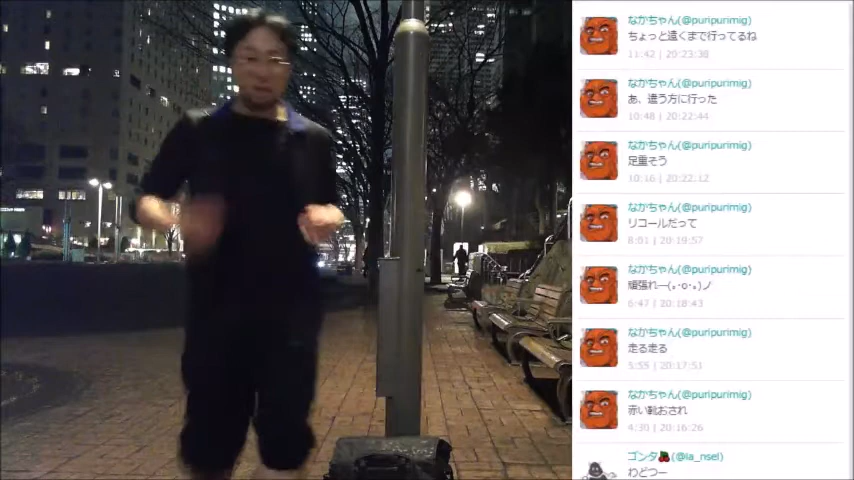 なかちゃん(@puripurimig)
ちょっと遠くまで行ってるね
11:42 | 20:23:38
なかちゃん(@puripurimig)
あ、違う方に行った
10:48 | 20:22:44
なかちゃん(@puripurimig)
足重そう
10:16 | 20:22:12
なかちゃん(@puripurimig)
リコールだって
8:01 | 20:19:57
なかちゃん(@puripurimig)
頑張れー(｡･o･｡)ノ
6:47 | 20:18:43
なかちゃん(@puripurimig)
走る走る
5:55 | 20:17:51
なかちゃん(@puripurimig)
赤い靴おされ
4:30 | 20:16:26
ゴンタ🍒(@la_nsel)
わどつー